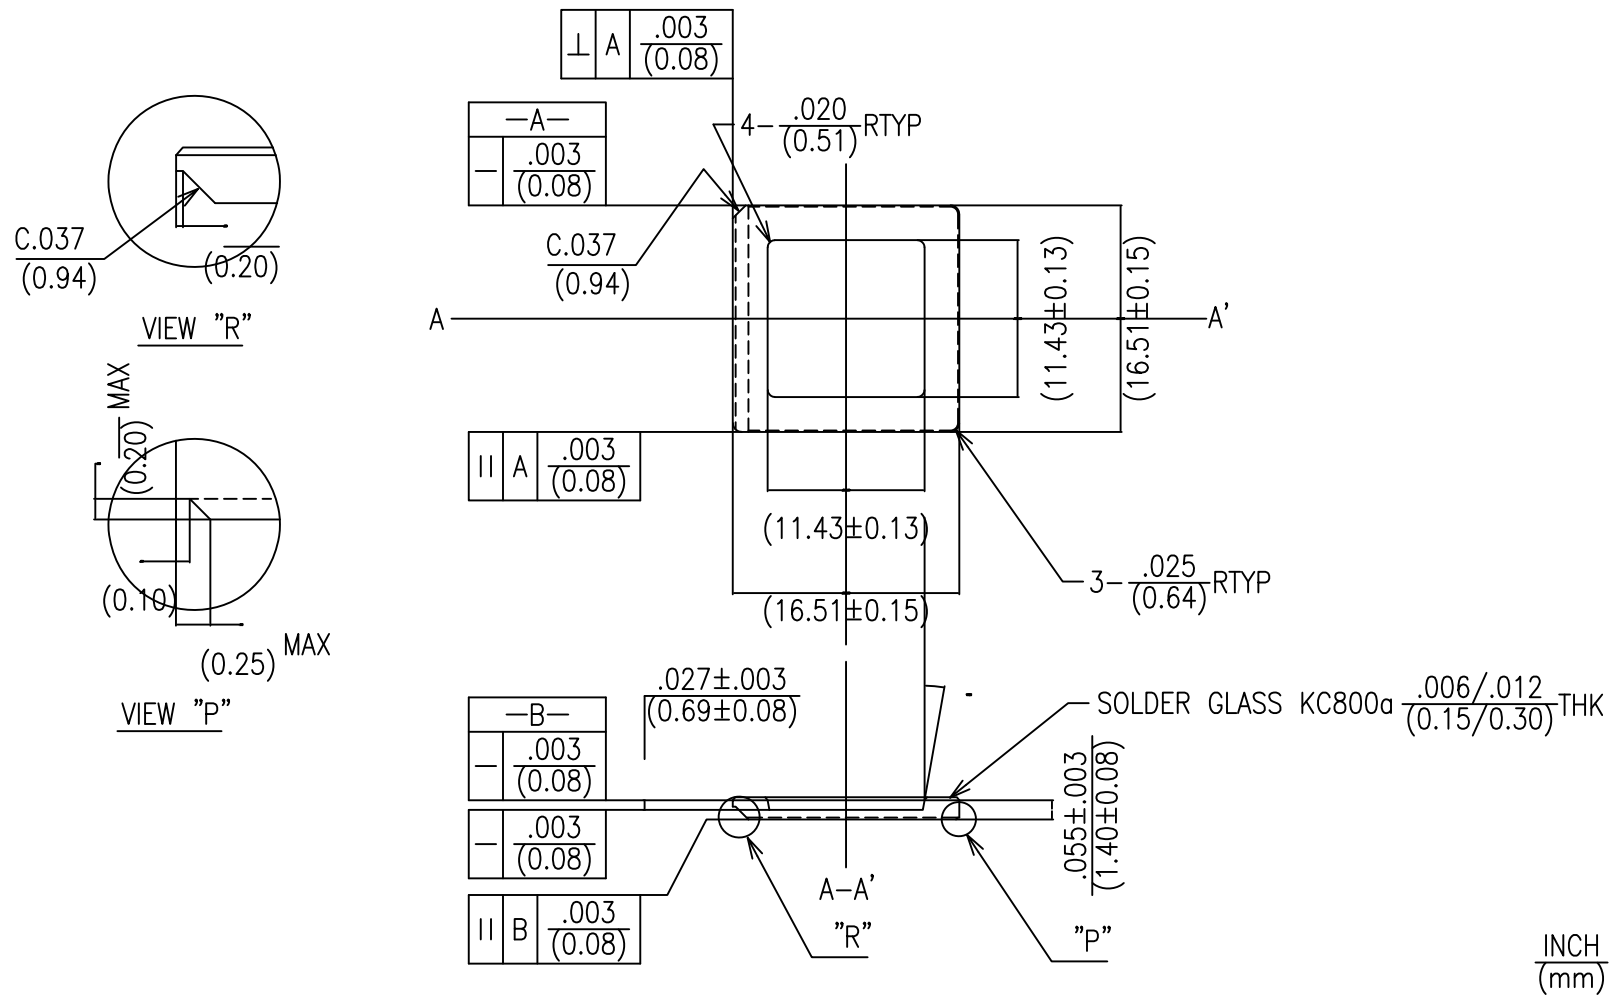 ⊥ A .003
(0.08)
—A—
— .003
(0.08)
4—.020 RTYP
(0.51)
C.037
(0.94)
(0.20)
VIEW "R"
C.037
(0.94)
A
A'
(11.43±0.13)
(16.51±0.15)
MAX
(0.20)
(0.10)
(0.25) MAX
VIEW "P"
|| A .003
(0.08)
(11.43±0.13)
(16.51±0.15)
3—.025 RTYP
(0.64)
.027±.003
(0.69±0.08)
—B—
— .003
(0.08)
— .003
(0.08)
|| B .003
(0.08)
SOLDER GLASS KC800a .006/.012 THK
(0.15/0.30)
.055±.003
(1.40±0.08)
A—A'
"R"
"P"
INCH
(mm)